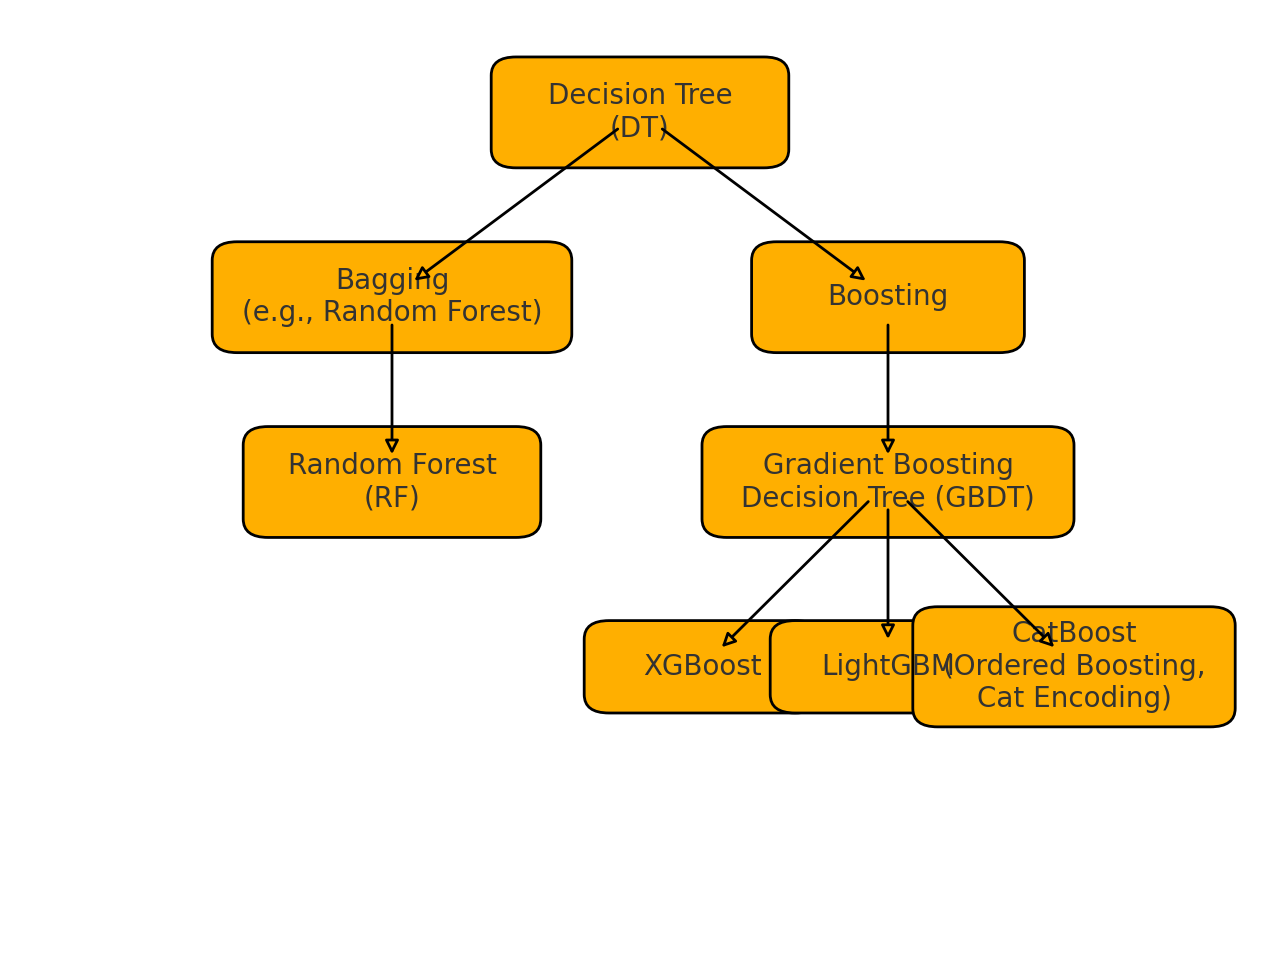 Decision Tree
(DT)
Bagging
(e.g., Random Forest)
Boosting
Random Forest
(RF)
Gradient Boosting
Decision Tree (GBDT)
XGBoost
LightGBM
CatBoost
(Ordered Boosting,
Cat Encoding)